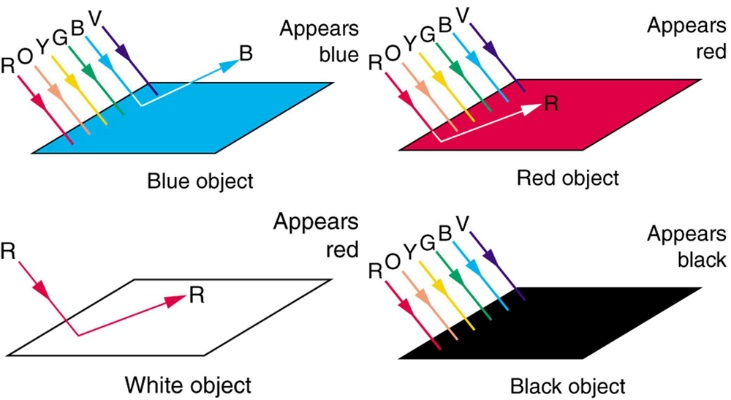 R O Y G B V
B
Appears
blue
Blue object
R O Y G B V
R
Appears
red
Red object
R
R
Appears
red
White object
R O Y G B V
Appears
black
Black object